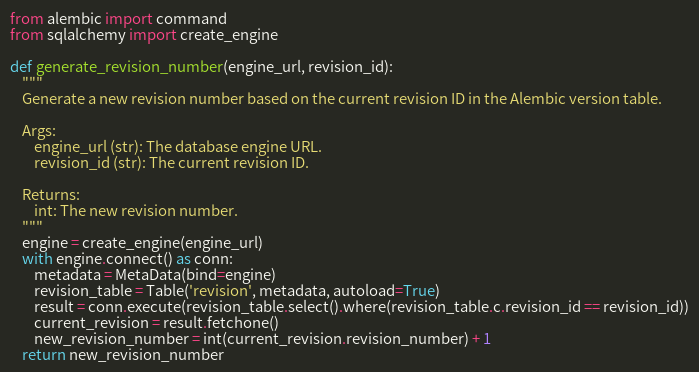 from alembic import command
from sqlalchemy import create_engine

def generate_revision_number(engine_url, revision_id):
    """
    Generate a new revision number based on the current revision ID in the Alembic version table.

    Args:
        engine_url (str): The database engine URL.
        revision_id (str): The current revision ID.

    Returns:
        int: The new revision number.
    """
    engine = create_engine(engine_url)
    with engine.connect() as conn:
        metadata = MetaData(bind=engine)
        revision_table = Table('revision', metadata, autoload=True)
        result = conn.execute(revision_table.select().where(revision_table.c.revision_id == revision_id))
        current_revision = result.fetchone()
        new_revision_number = int(current_revision.revision_number) + 1
    return new_revision_number